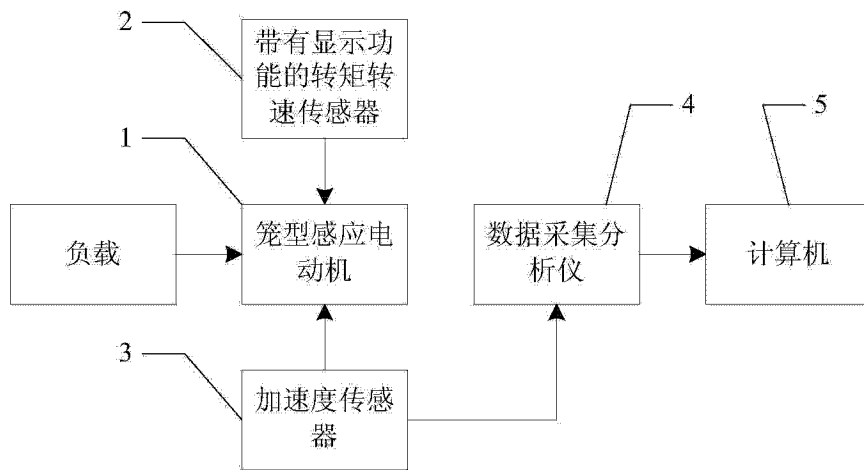 2
带有显示功
能的转矩转
速传感器
4
5
1
负载
笼型感应电
动机
数据采集分
析仪
计算机
3
加速度传感
器